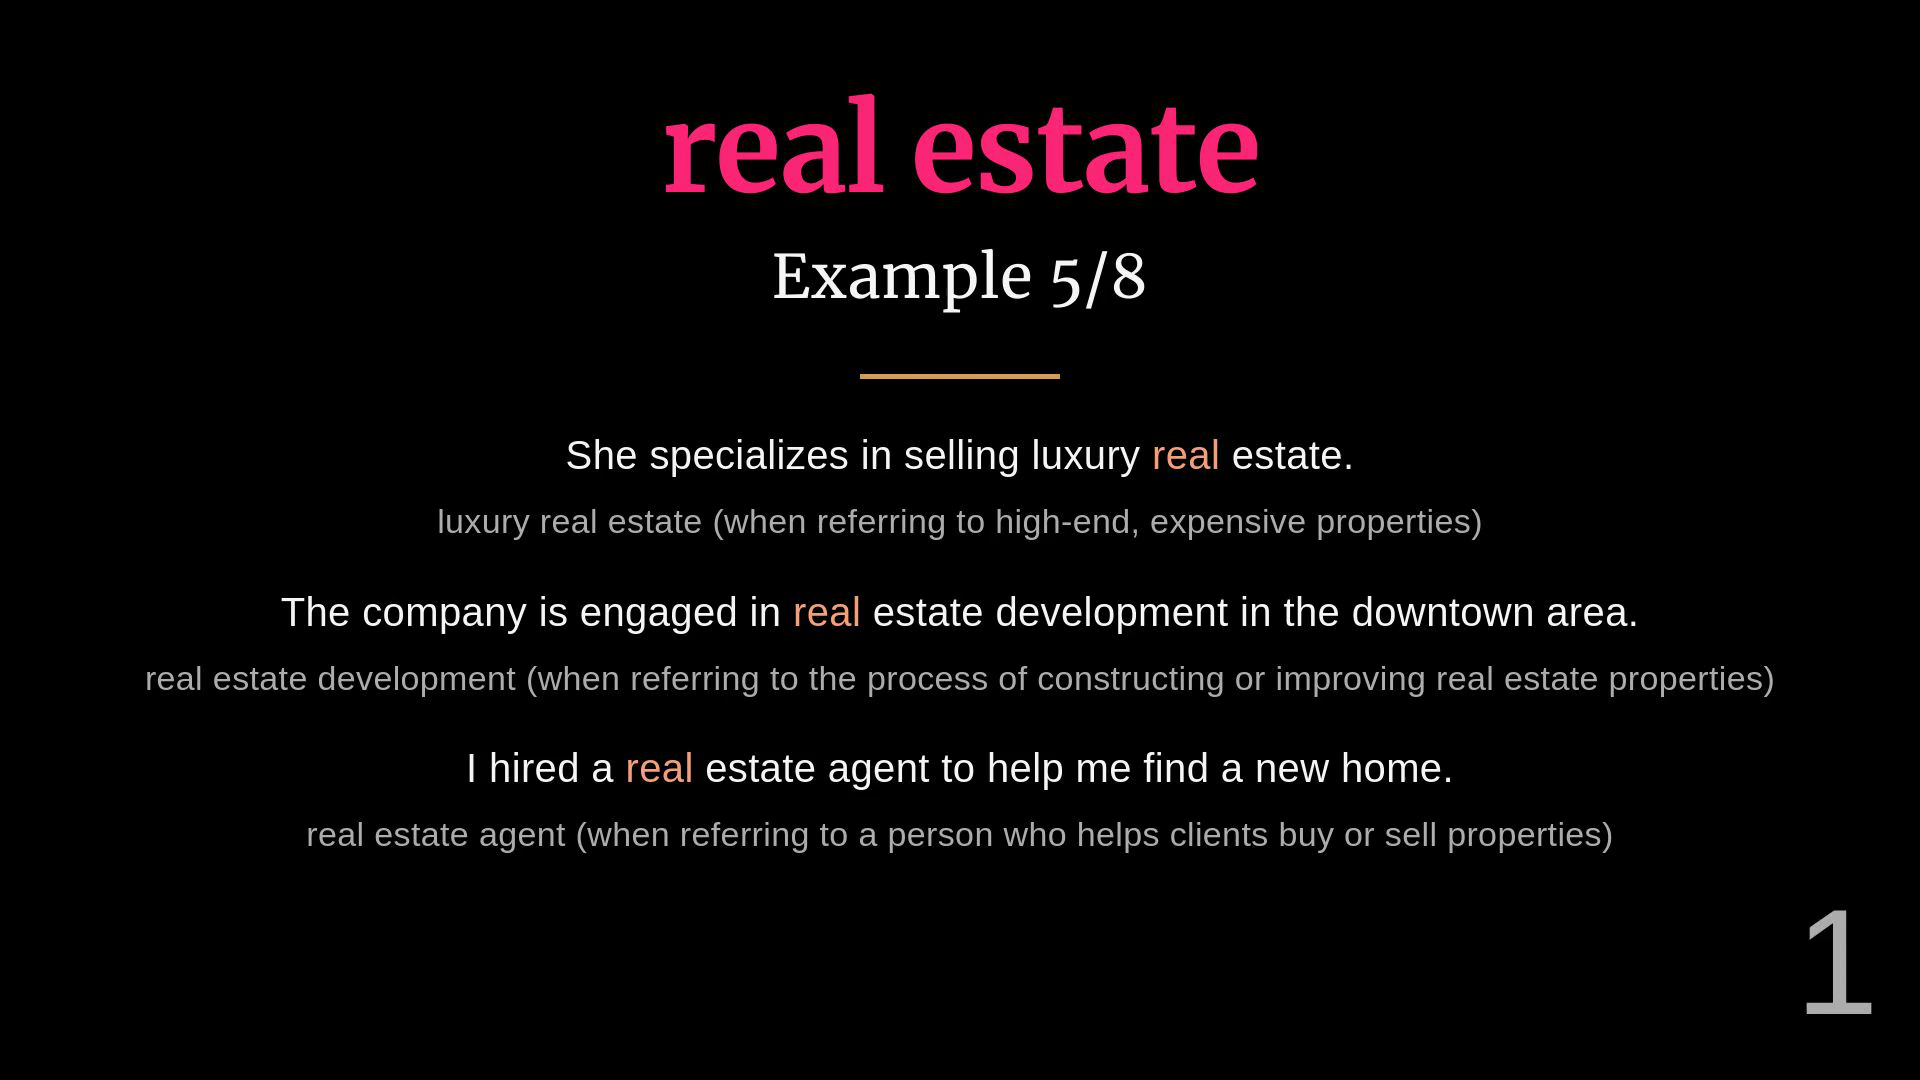 real estate
Example 5/8
She specializes in selling luxury real estate.
luxury real estate (when referring to high-end, expensive properties)
The company is engaged in real estate development in the downtown area.
real estate development (when referring to the process of constructing or improving real estate properties)
I hired a real estate agent to help me find a new home.
real estate agent (when referring to a person who helps clients buy or sell properties)
1